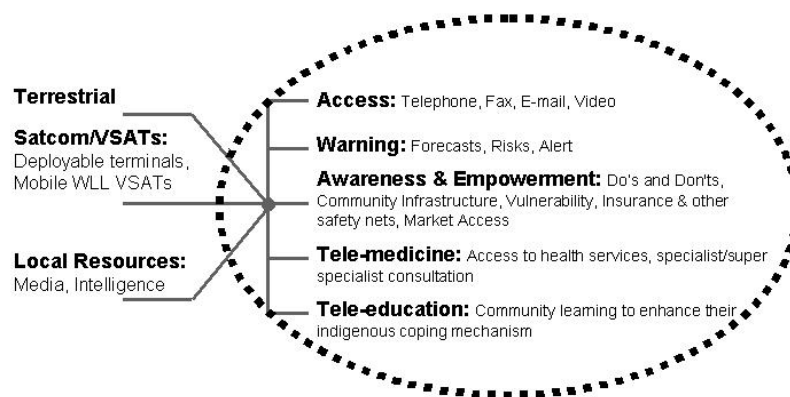 Terrestrial
Satcom/VSATs:
Deployable terminals,
Mobile WLL VSATs
Local Resources:
Media, Intelligence
Access: Telephone, Fax, E-mail, Video
Warning: Forecasts, Risks, Alert
Awareness & Empowerment: Do's and Don'ts,
Community Infrastructure, Vulnerability, Insurance & other
safety nets, Market Access
Tele-medicine: Access to health services, specialist/super
specialist consultation
Tele-education: Community learning to enhance their
indigenous coping mechanism